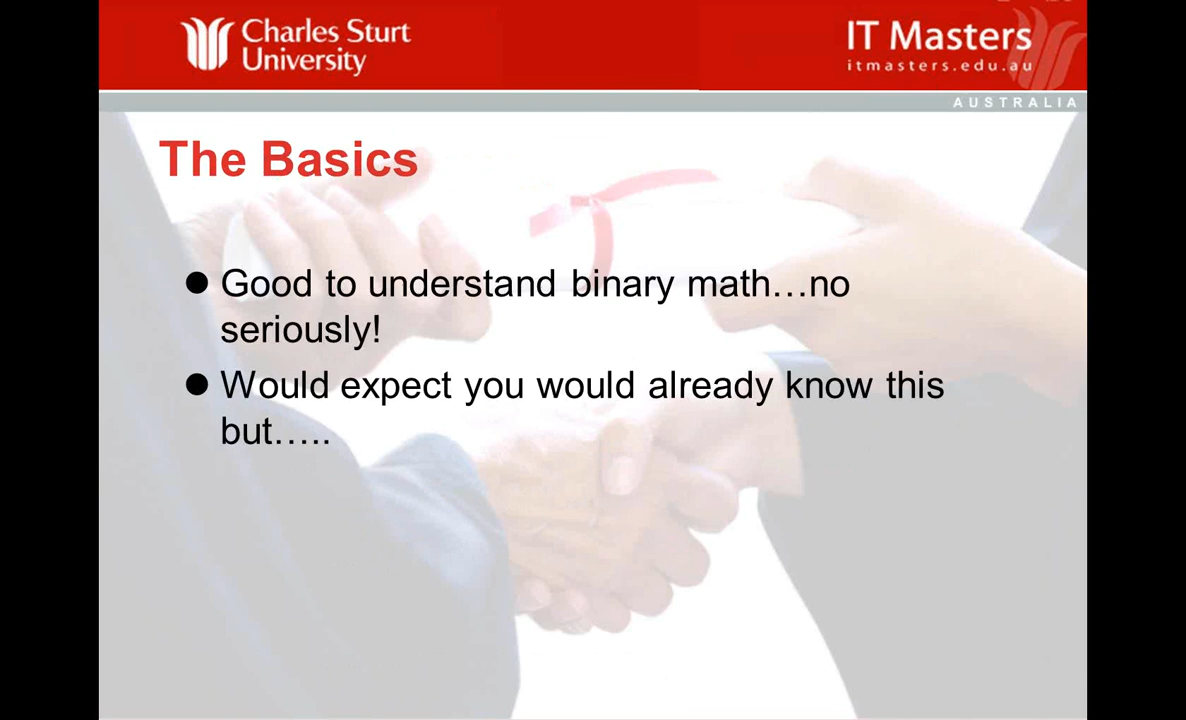 Charles Sturt
University
IT Masters
itmasters.edu.au
AUSTRALIA
The Basics
● Good to understand binary math…no
seriously!
● Would expect you would already know this
but…..